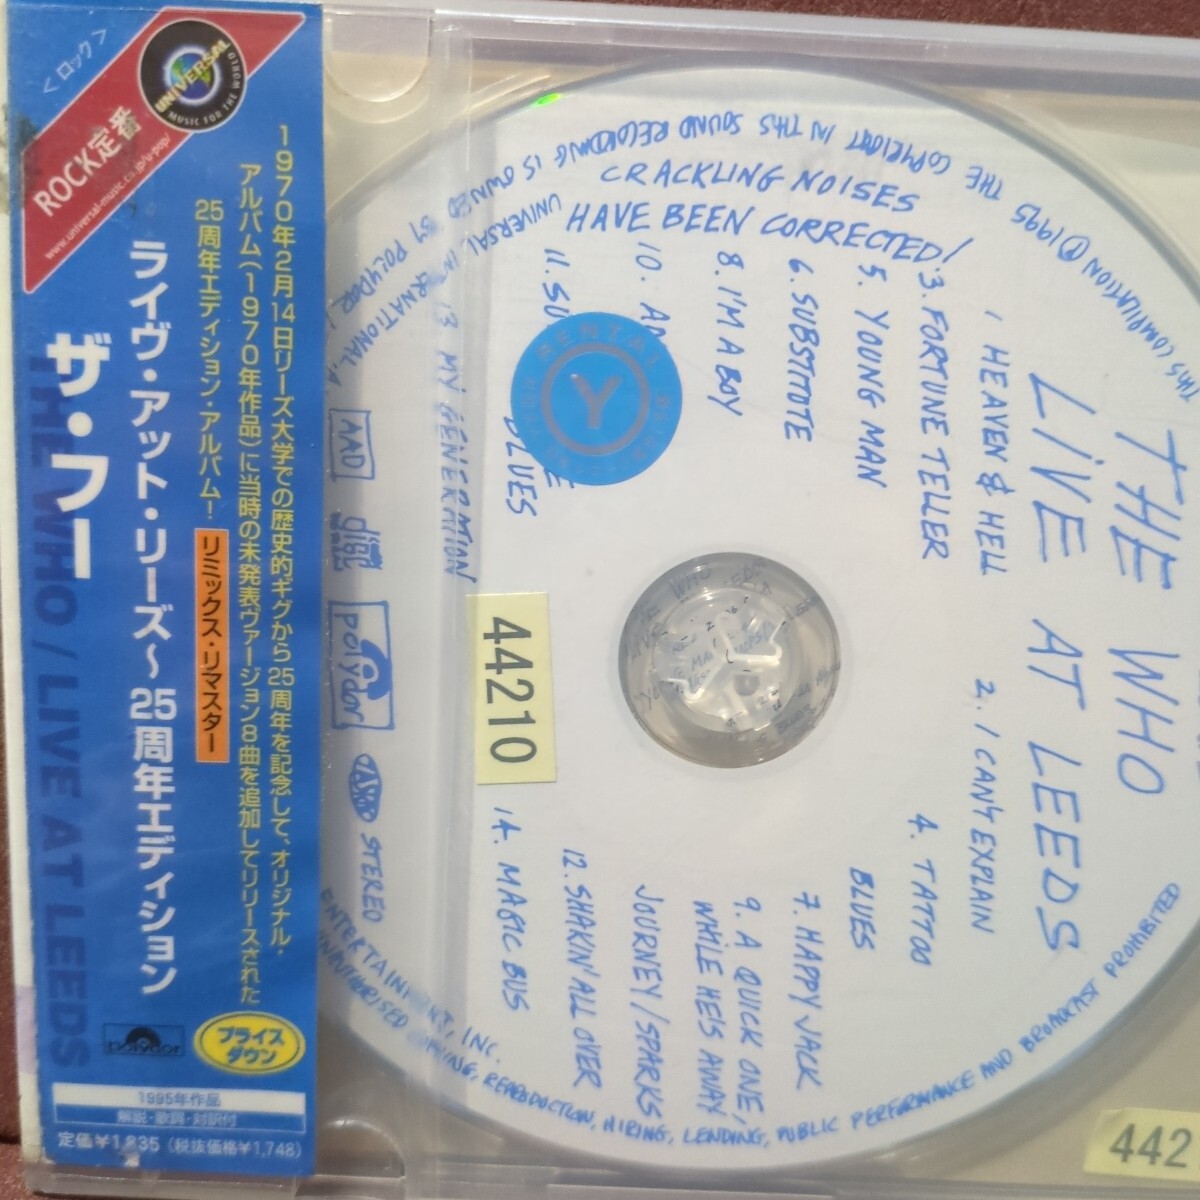 <ロック>
ROCK定番
www.universal-music.co.jp/u-pop/
UNIVERSAL
MUSIC FOR THE WORLD
1970年2月14日リーズ大学での歴史的ギグから25周年を記念して、オリジナル・
アルバム(1970年作品)に当時の未発表ヴァージョン8曲を追加してリリースされた
25周年エディション・アルバム!
リミックス・リマスター
ライヴ・アット・リーズ~25周年エディション
ザ・フー
THE WHO / LIVE AT LEEDS
polydor
プライスダウン
1995年作品
解説・歌詞・対訳付
定価¥1,835 (税抜価格¥1,748)
THE WHO
LIVE AT LEEDS
1 HEAVEN & HELL
2. I CAN'T EXPLAIN
3. FORTUNE TELLER
4. TATTOO
5. YOUNG MAN
BLUES
6. SUBSTITUTE
7. HAPPY JACK
8. I'M A BOY
9. A QUICK ONE,
WHILE HE'S AWAY
10. A
JOURNEY/SPARKS
11. SU
BLUES
12. SHAKIN' ALL OVER
13 MY GENERATION
14. MAGIC BUS
CRACKLING NOISES
HAVE BEEN CORRECTED!
THIS COMPILATION ℗ 1995 THE COPYRIGHT IN THIS SOUND RECORDING IS OWNED BY POLYDOR
UNIVERSAL
ENTERTAINMENT, INC.
COPYING, REPRODUCTION, HIRING, LENDING, PUBLIC PERFORMANCE AND BROADCAST PROHIBITED
AAD
disc
polydor
STEREO
RENTAL
Y
44210
442